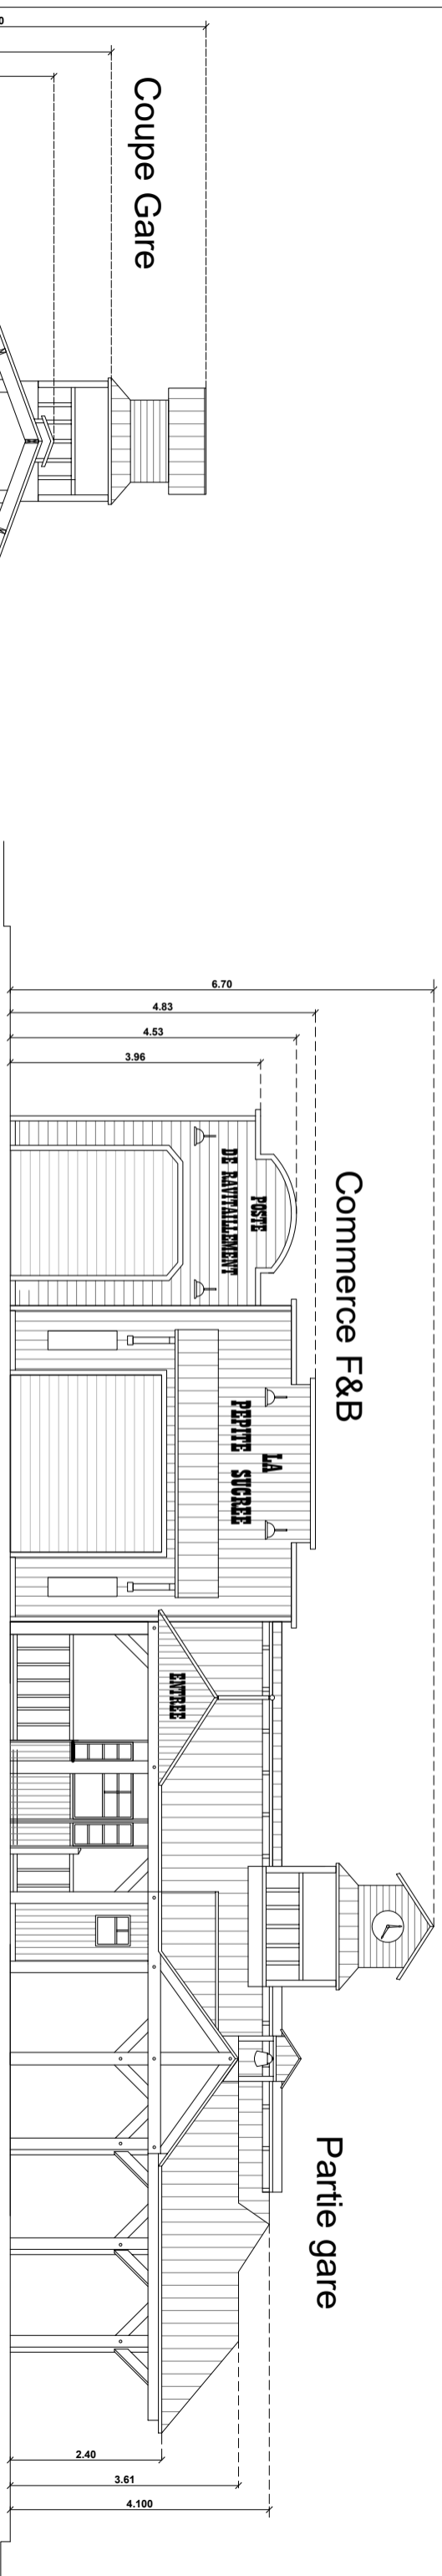 Coupe Gare
Commerce F&B
Partie gare
6.70
4.83
4.53
3.96
POSTE
DE RAVITAILLEMENT
LA
PEPITE SUCREE
ENTREE
2.40
3.61
4.100